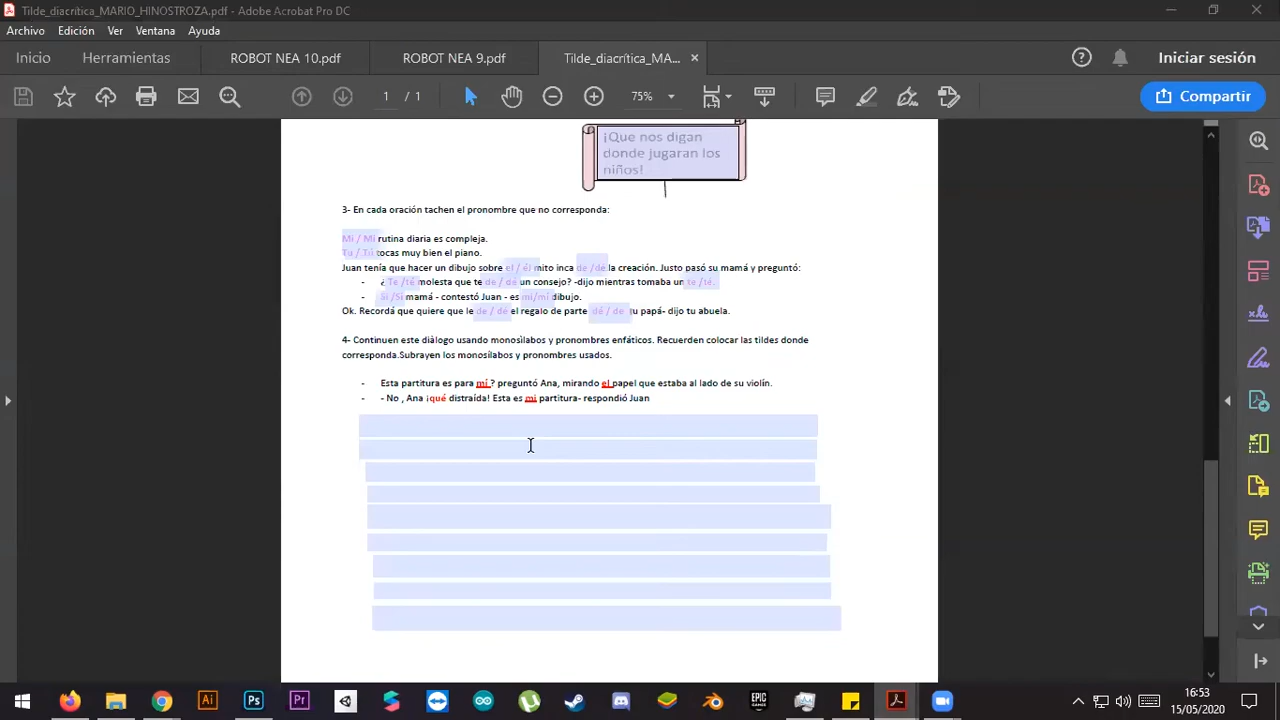 Tilde_diacrítica_MARIO_HINOSTROZA.pdf - Adobe Acrobat Pro DC
Archivo Edición Ver Ventana Ayuda
Inicio Herramientas ROBOT NEA 10.pdf ROBOT NEA 9.pdf Tilde_diacrítica_MA... ×
Iniciar sesión
1 / 1 75% Compartir
¡Que nos digan
donde jugaran los
niños!
3- En cada oración tachen el pronombre que no corresponda:
Mi / Mí rutina diaria es compleja.
Tu / Tú tocas muy bien el piano.
Juan tenía que hacer un dibujo sobre el / él mito inca de /dé la creación. Justo pasó su mamá y preguntó:
- ¿ Te /té molesta que te de / dé un consejo? -dijo mientras tomaba un te /té.
- Si /Sí mamá - contestó Juan - es mi/mí dibujo.
Ok. Recordá que quiere que le de / dé el regalo de parte dé / de tu papá- dijo tu abuela.
4- Continuen este diálogo usando monosílabos y pronombres enfáticos. Recuerden colocar las tildes donde
corresponda.Subrayen los monosílabos y pronombres usados.
- Esta partitura es para mí ? preguntó Ana, mirando el papel que estaba al lado de su violín.
- - No , Ana ¡qué distraída! Esta es mi partitura- respondió Juan
16:53
15/05/2020